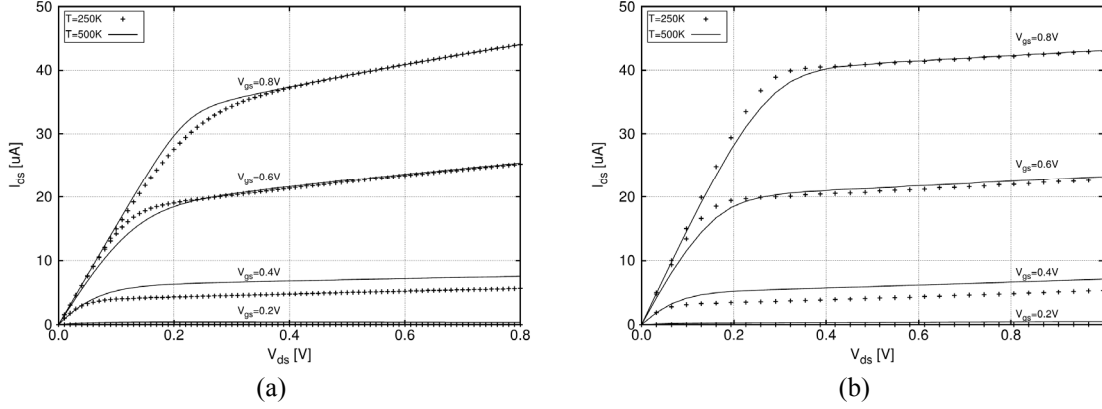 50
T=250K
T=500K
40
30
20
10
0
I_ds [uA]
V_gs=0.8V
V_gs=0.6V
V_gs=0.4V
V_gs=0.2V
0.0 0.2 0.4 0.6 0.8
V_ds [V]
(a)
50
T=250K
T=500K
40
30
20
10
0
I_ds [uA]
V_gs=0.8V
V_gs=0.6V
V_gs=0.4V
V_gs=0.2V
0.0 0.2 0.4 0.6 0.8
V_ds [V]
(b)